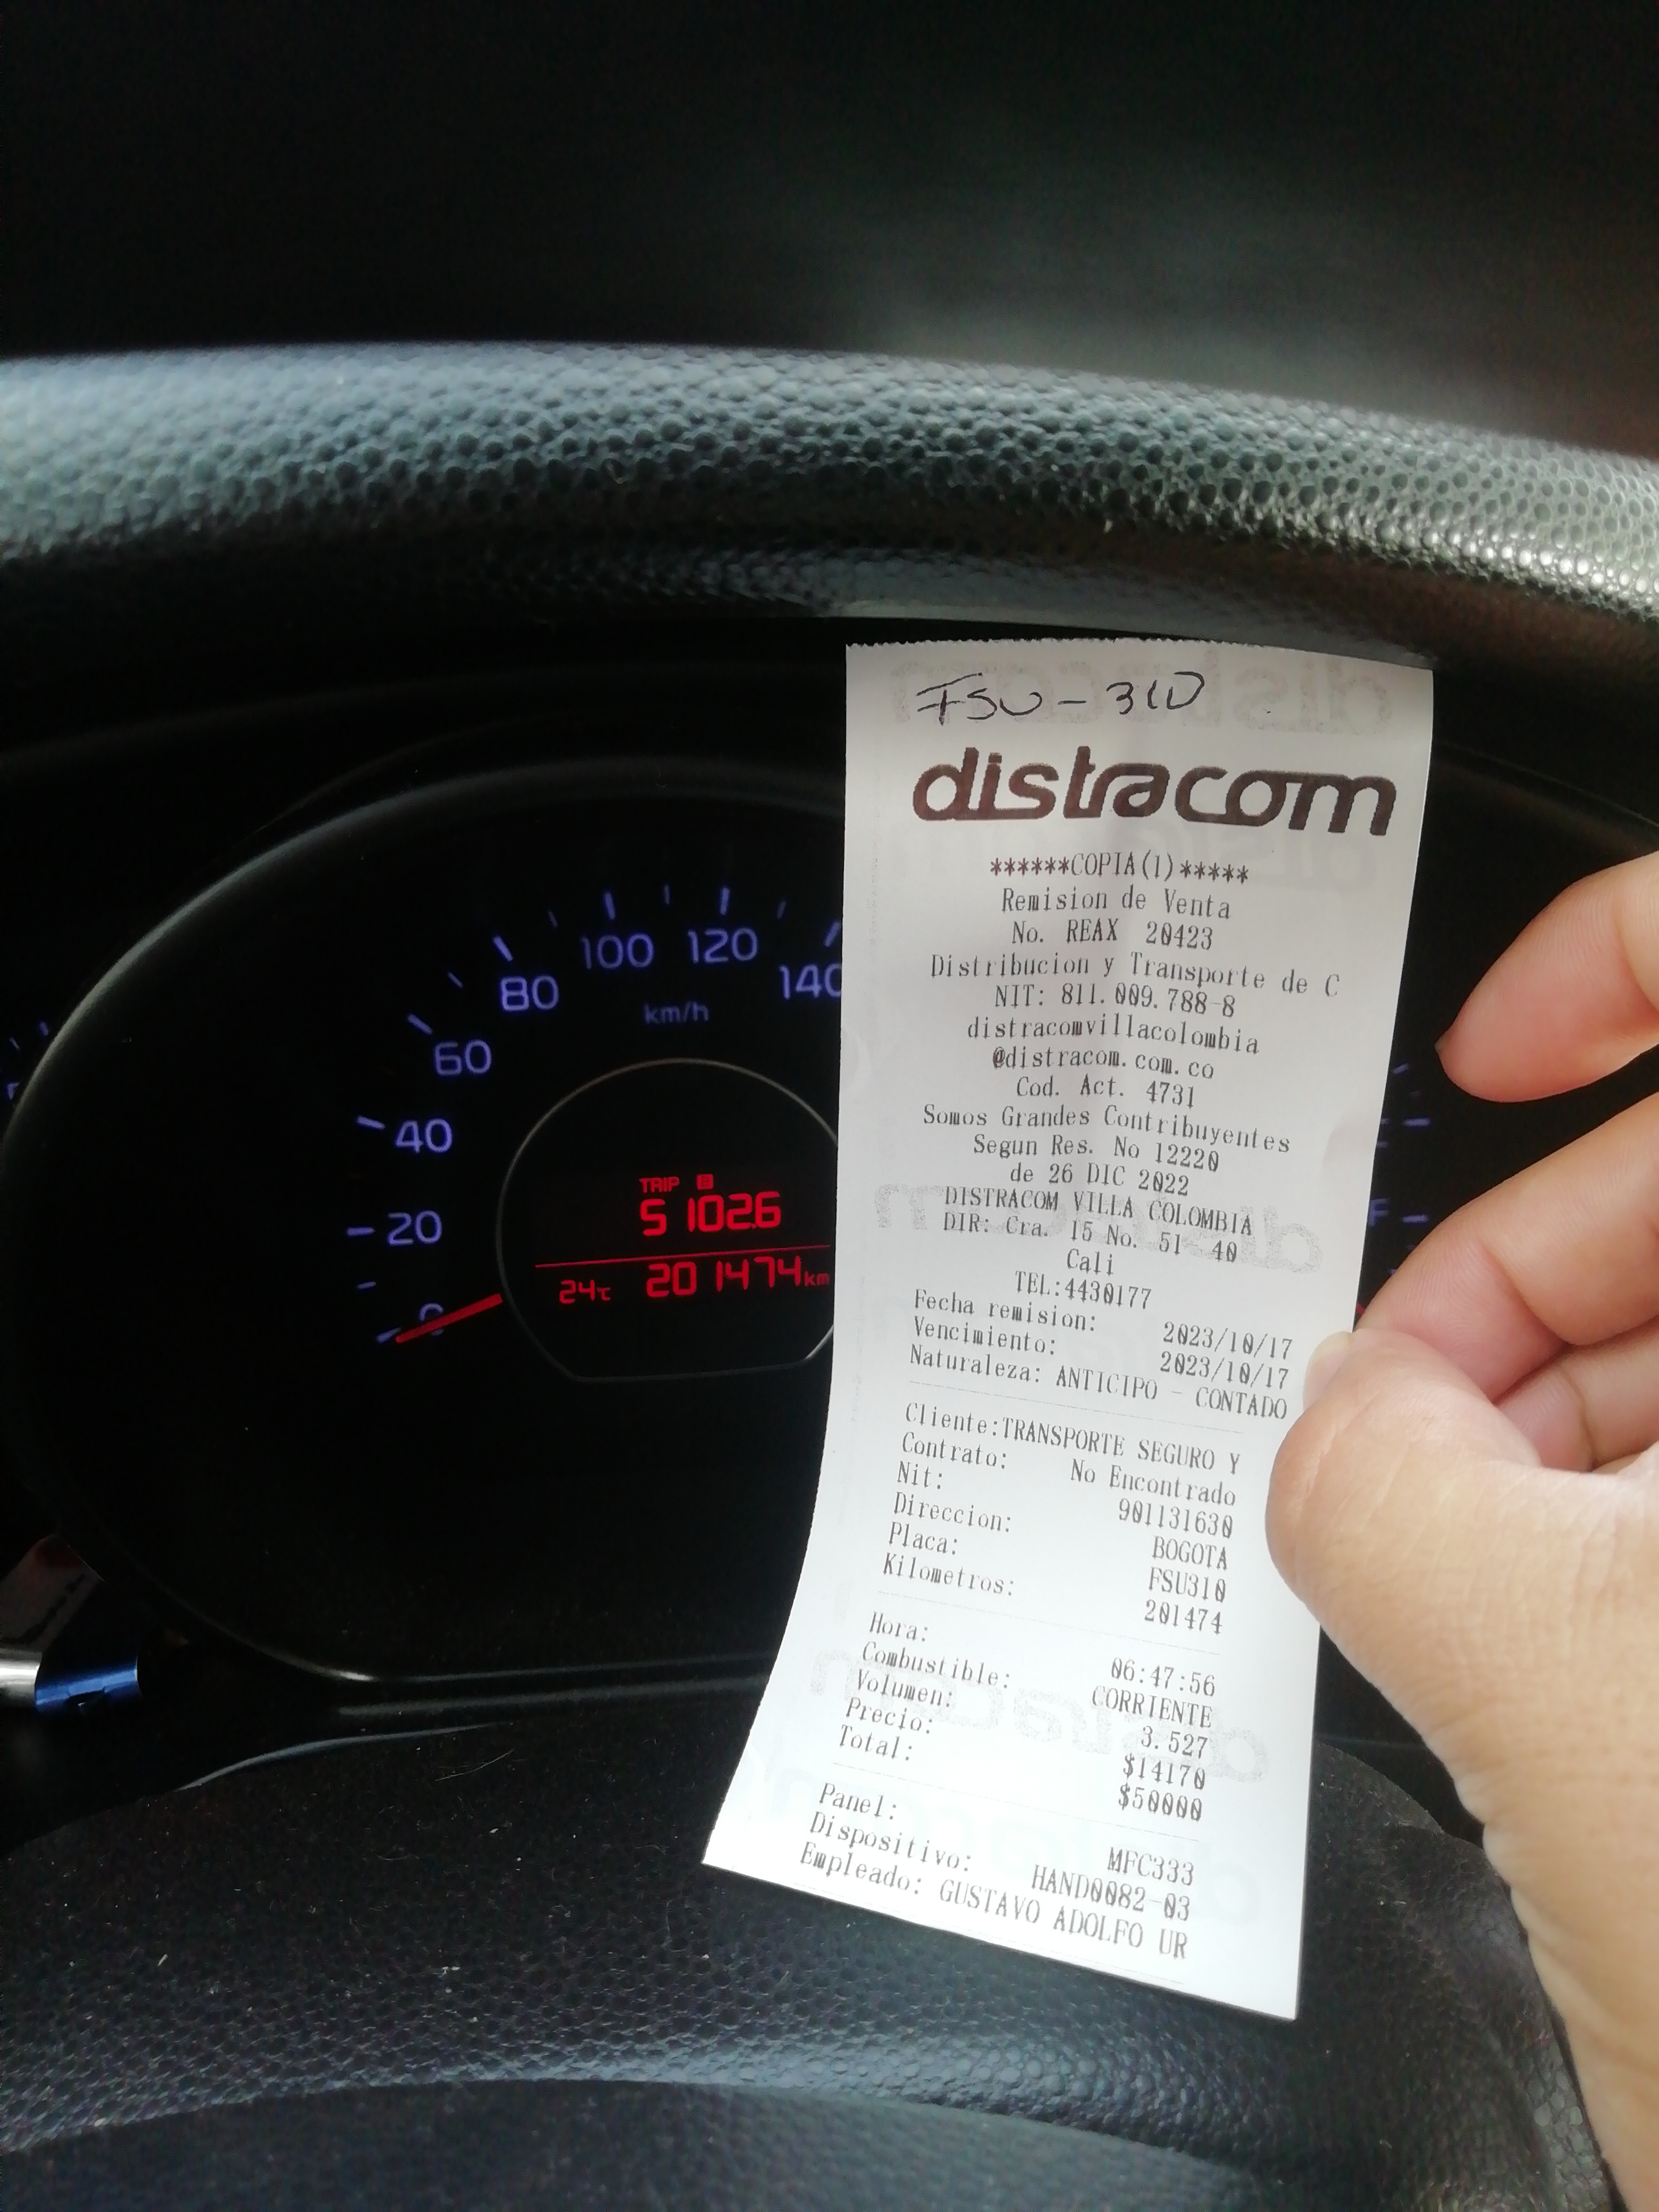 FSU-310
distracom
******COPIA(1)*****
Remision de Venta
No. REAX 20423
Distribucion y Transporte de C
NIT: 811.009.788-8
distracomvillacolombia
@distracom.com.co
Cod. Act. 4731
Somos Grandes Contribuyentes
Segun Res. No 12220
de 26 DIC 2022
DISTRACOM VILLA COLOMBIA
DIR: Cra. 15 No. 51- 40
Cali
TEL:4430177
Fecha remision: 2023/10/17
Vencimiento: 2023/10/17
Naturaleza: ANTICIPO - CONTADO
Cliente:TRANSPORTE SEGURO Y
Contrato: No Encontrado
Nit: 901131630
Direccion: BOGOTA
Placa: FSU310
Kilometros: 201474
Hora: 06:47:56
Combustible: CORRIENTE
Volumen: 3.527
Precio: $14170
Total: $50000
Panel: MFC333
Dispositivo: HAND0082-03
Empleado: GUSTAVO ADOLFO UR
0
20
40
60
80
100
120
140
km/h
TRIP B
51026
24℃ 201474km
F